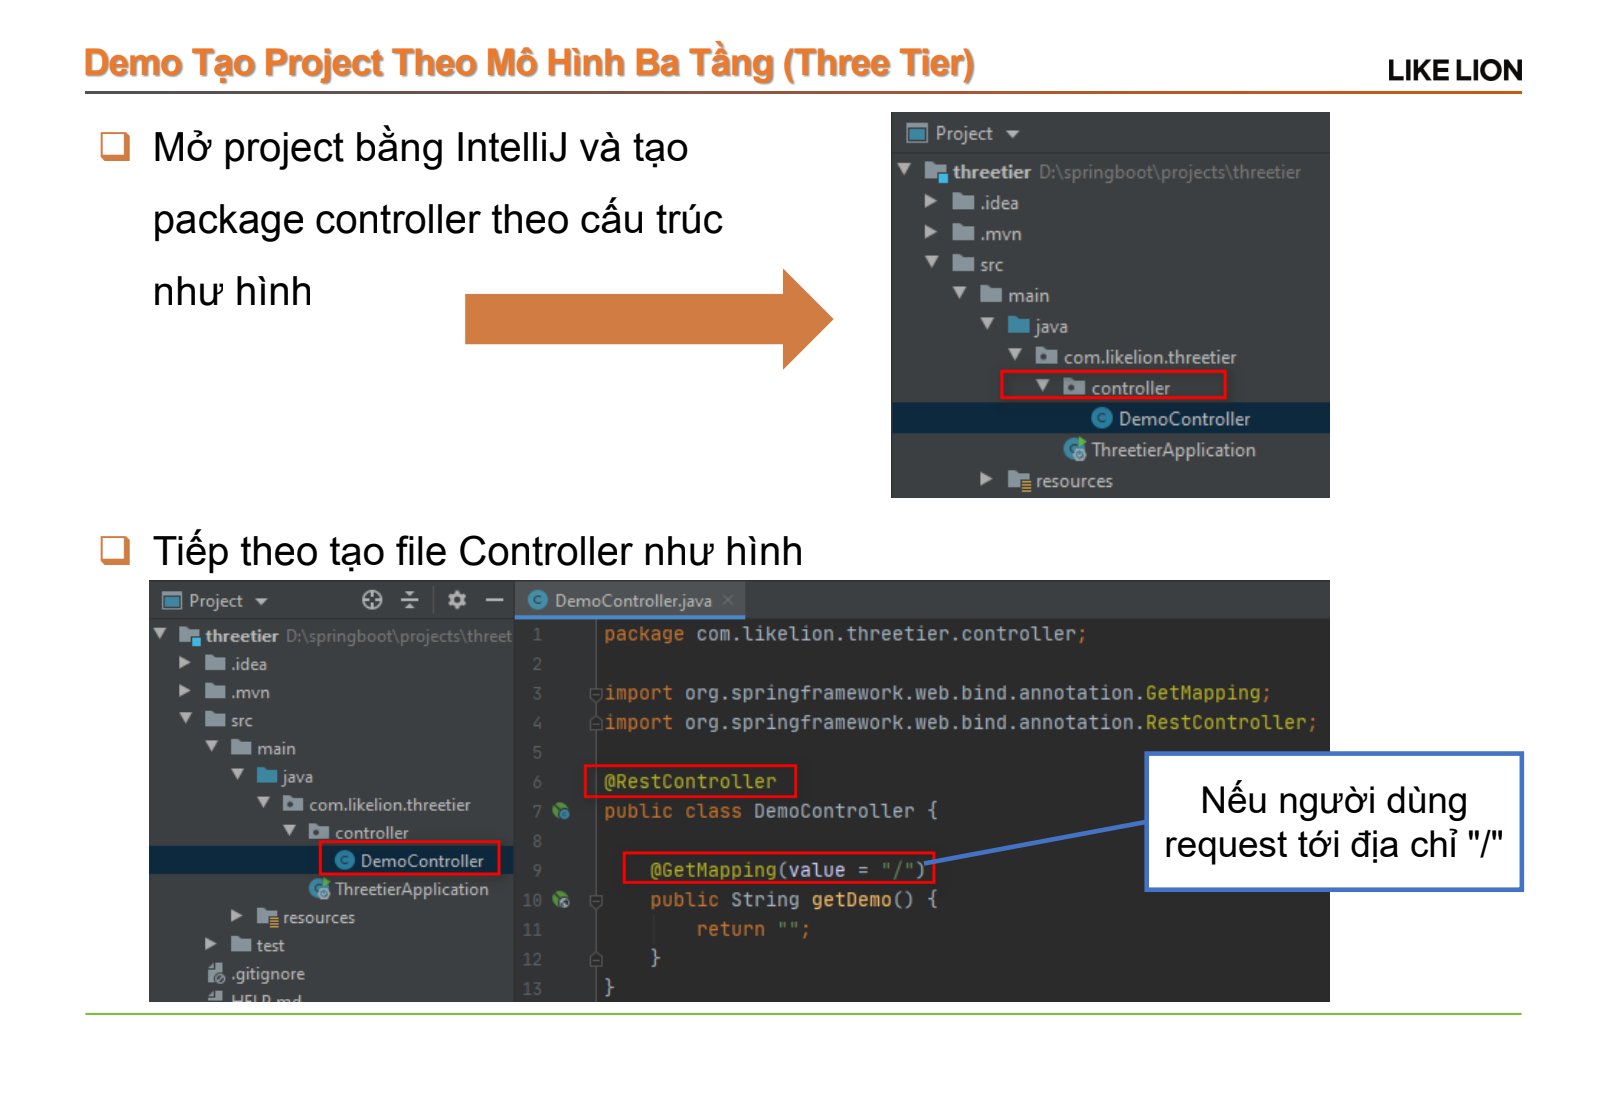 Demo Tạo Project Theo Mô Hình Ba Tầng (Three Tier)
LIKE LION
Mở project bằng IntelliJ và tạo
package controller theo cấu trúc
như hình
Project
threetier D:\springboot\projects\threetier
.idea
.mvn
src
main
java
com.likelion.threetier
controller
DemoController
ThreetierApplication
resources
Tiếp theo tạo file Controller như hình
Project
threetier D:\springboot\projects\threet
.idea
.mvn
src
main
java
com.likelion.threetier
controller
DemoController
ThreetierApplication
resources
test
.gitignore
HELP.md
DemoController.java
1 package com.likelion.threetier.controller;
2
3 import org.springframework.web.bind.annotation.GetMapping;
4 import org.springframework.web.bind.annotation.RestController;
5
6 @RestController
7 public class DemoController {
8
9 @GetMapping(value = "/")
10 public String getDemo() {
11 return "";
12 }
13 }
Nếu người dùng
request tới địa chỉ "/"